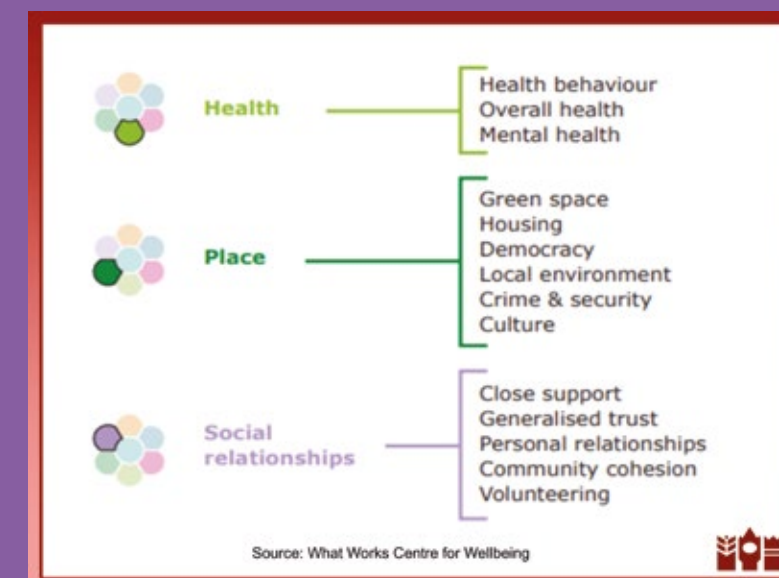 Health
Health behaviour
Overall health
Mental health
Place
Green space
Housing
Democracy
Local environment
Crime & security
Culture
Social
relationships
Close support
Generalised trust
Personal relationships
Community cohesion
Volunteering
Source: What Works Centre for Wellbeing